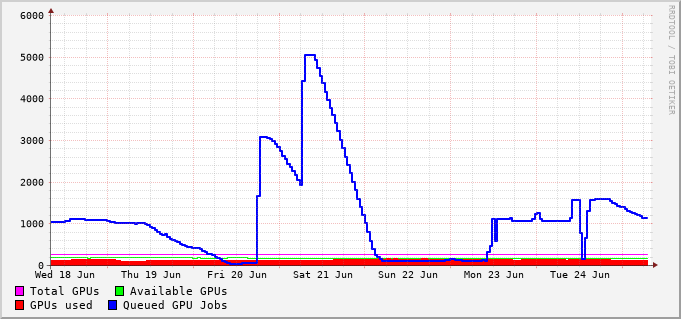 RRDTOOL / TOBI OETIKER
6000
5000
4000
3000
2000
1000
0
Wed 18 Jun Thu 19 Jun Fri 20 Jun Sat 21 Jun Sun 22 Jun Mon 23 Jun Tue 24 Jun
Total GPUs Available GPUs
GPUs used Queued GPU Jobs